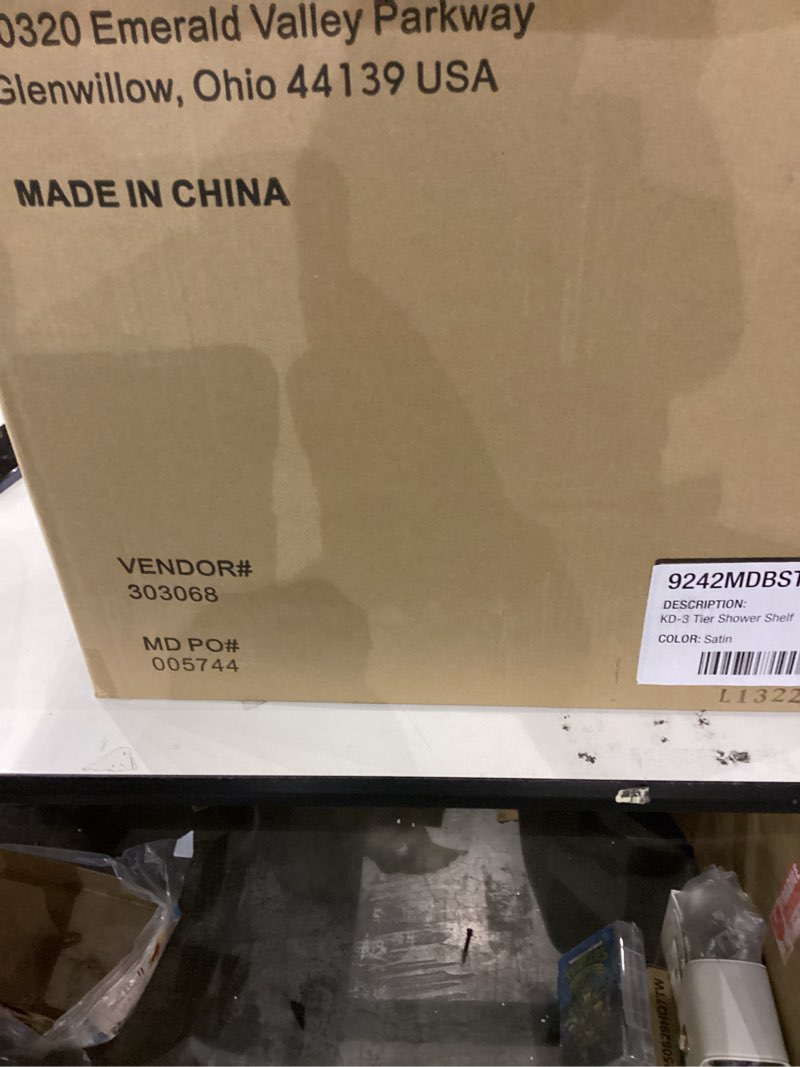 0320 Emerald Valley Parkway
Glenwillow, Ohio 44139 USA
MADE IN CHINA
VENDOR#
303068
MD PO#
005744
9242MDBST
DESCRIPTION:
KD-3 Tier Shower Shelf
COLOR: Satin
L1322
50829HQ7TW